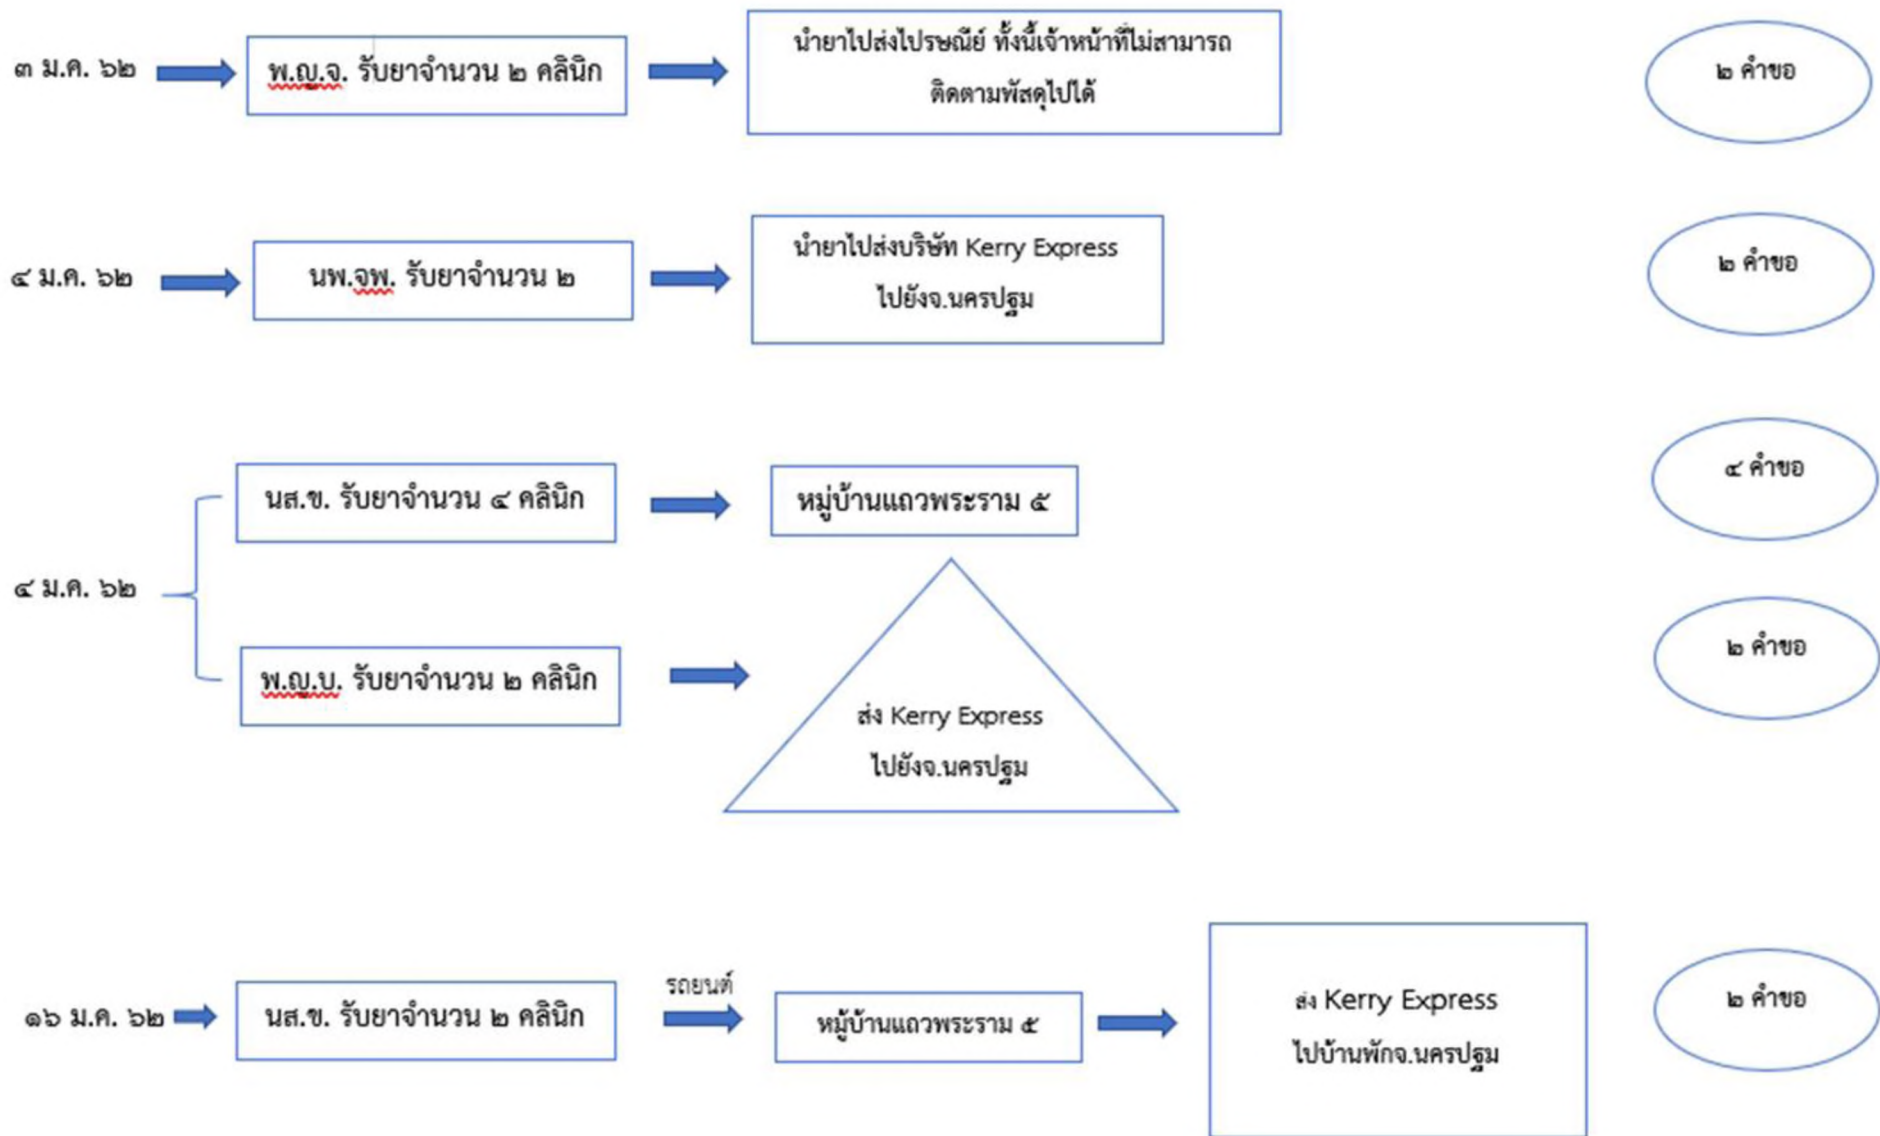 ๓ ม.ค. ๖๒
พ.ญ.จ. รับยาจำนวน ๒ คลินิก
นำยาไปส่งไปรษณีย์ ทั้งนี้เจ้าหน้าที่ไม่สามารถ
ติดตามพัสดุไปได้
๒ คำขอ
๔ ม.ค. ๖๒
นพ.จพ. รับยาจำนวน ๒
นำยาไปส่งบริษัท Kerry Express
ไปยังจ.นครปฐม
๒ คำขอ
๔ ม.ค. ๖๒
นส.ข. รับยาจำนวน ๔ คลินิก
หมู่บ้านแถวพระราม ๕
๔ คำขอ
พ.ญ.บ. รับยาจำนวน ๒ คลินิก
ส่ง Kerry Express
ไปยังจ.นครปฐม
๒ คำขอ
๑๖ ม.ค. ๖๒
นส.ข. รับยาจำนวน ๒ คลินิก
รถยนต์
หมู้บ้านแถวพระราม ๕
ส่ง Kerry Express
ไปบ้านพักจ.นครปฐม
๒ คำขอ